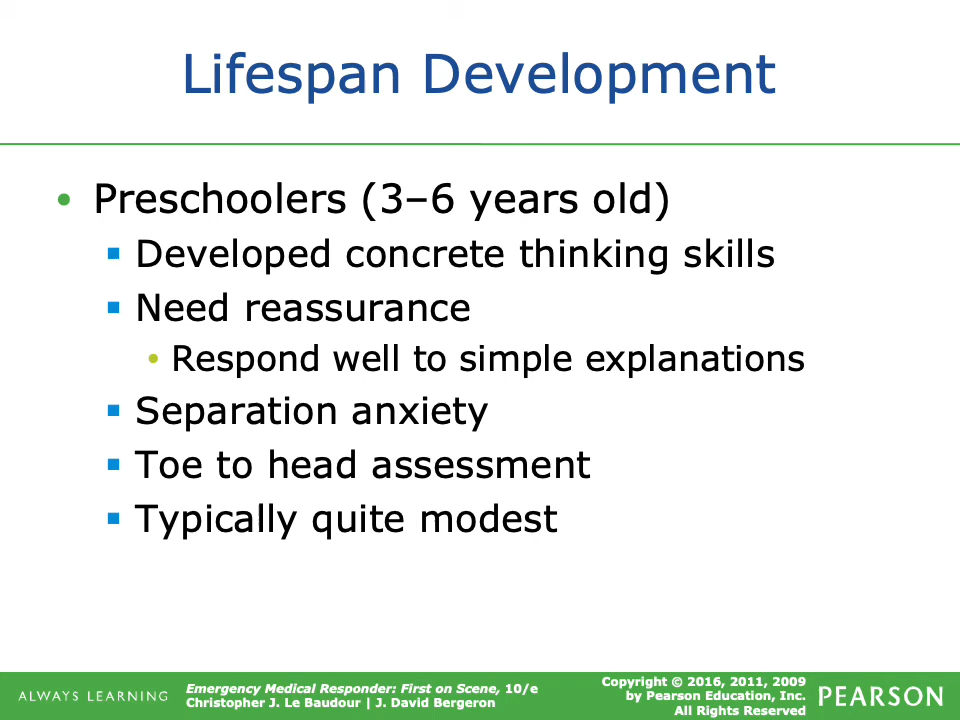 Lifespan Development
• Preschoolers (3–6 years old)
▪ Developed concrete thinking skills
▪ Need reassurance
• Respond well to simple explanations
▪ Separation anxiety
▪ Toe to head assessment
▪ Typically quite modest
ALWAYS LEARNING
Emergency Medical Responder: First on Scene, 10/e
Christopher J. Le Baudour | J. David Bergeron
Copyright © 2016, 2011, 2009
by Pearson Education, Inc.
All Rights Reserved
PEARSON